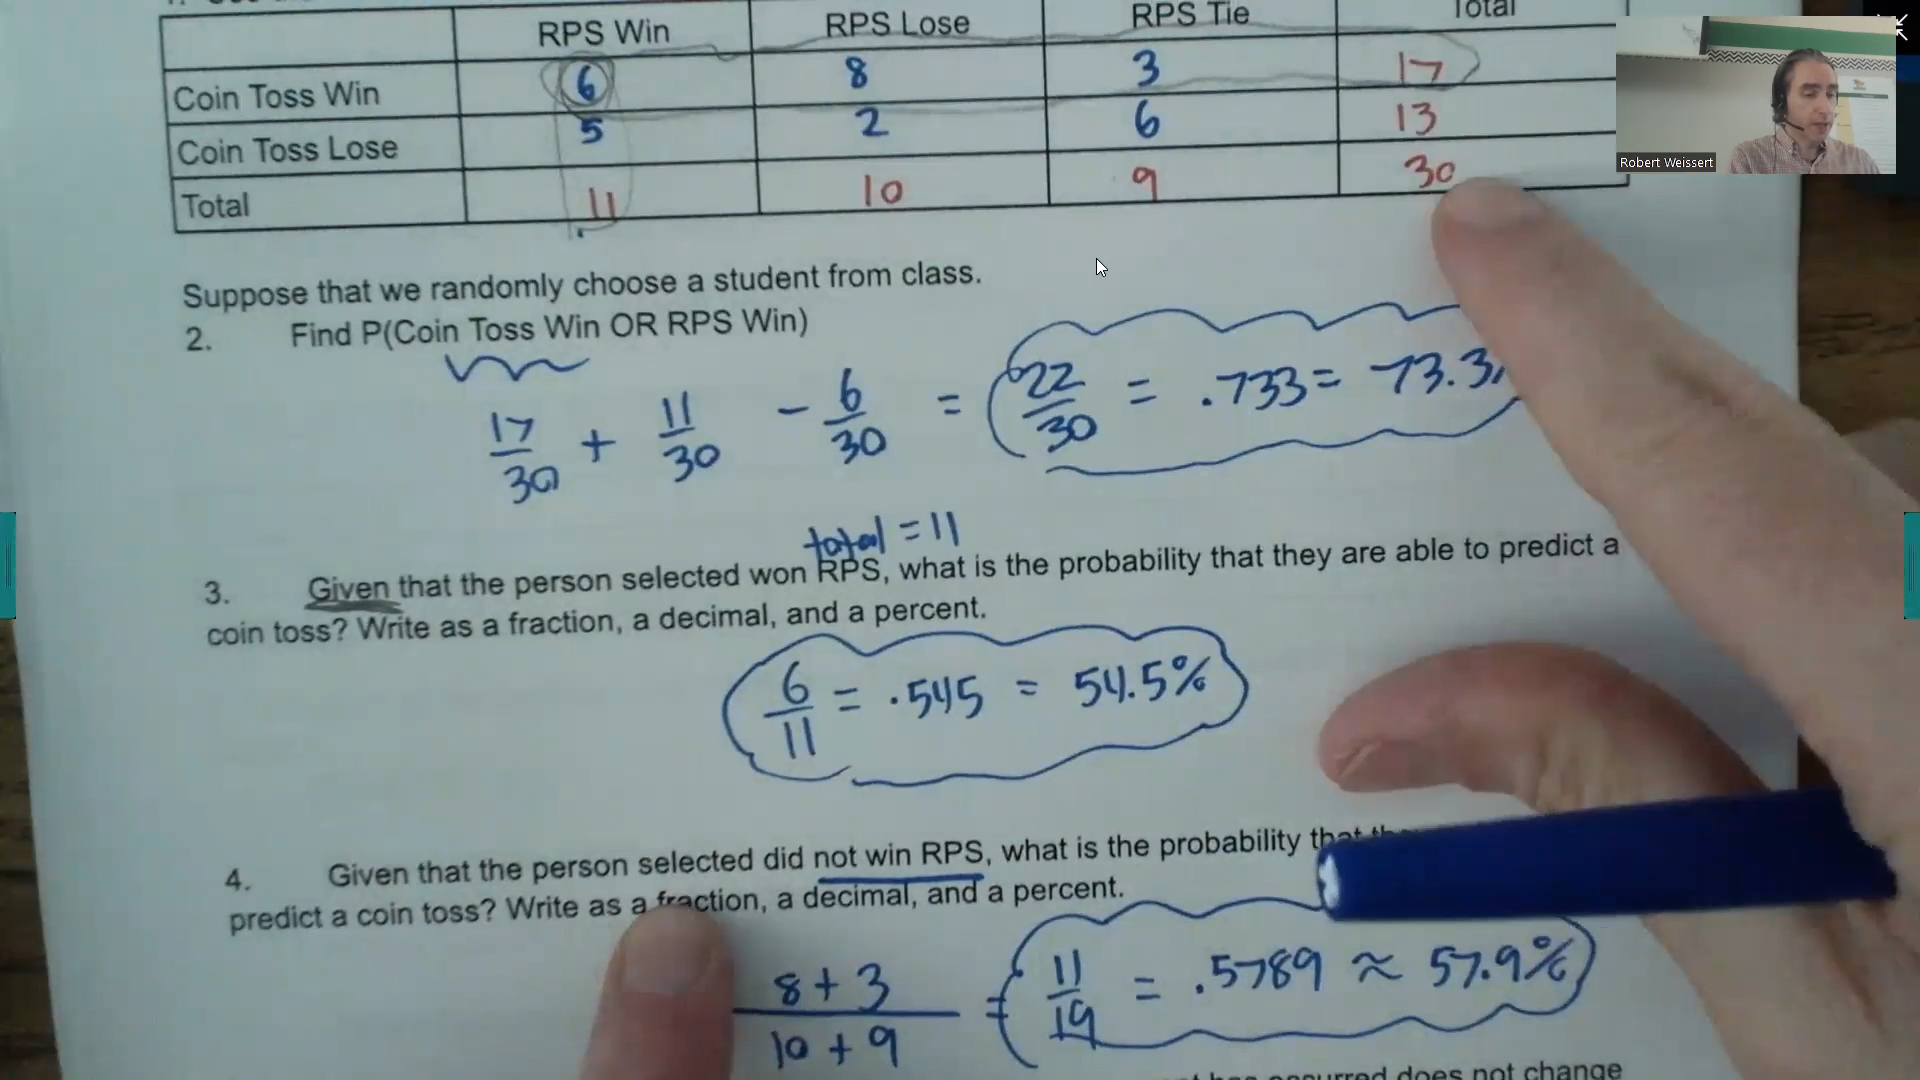 RPS Win RPS Lose RPS Tie Total
Coin Toss Win 6 8 3 17
Coin Toss Lose 5 2 6 13
Total 11 10 9 30
Robert Weissert
Suppose that we randomly choose a student from class.
2. Find P(Coin Toss Win OR RPS Win)
17/30 + 11/30 - 6/30 = 22/30 = .733 = 73.3
total = 11
3. Given that the person selected won RPS, what is the probability that they are able to predict a
coin toss? Write as a fraction, a decimal, and a percent.
6/11 = .545 = 54.5%
4. Given that the person selected did not win RPS, what is the probability that
predict a coin toss? Write as a fraction, a decimal, and a percent.
8+3/10+9 = 11/19 = .5789 ≈ 57.9%
occurred does not change